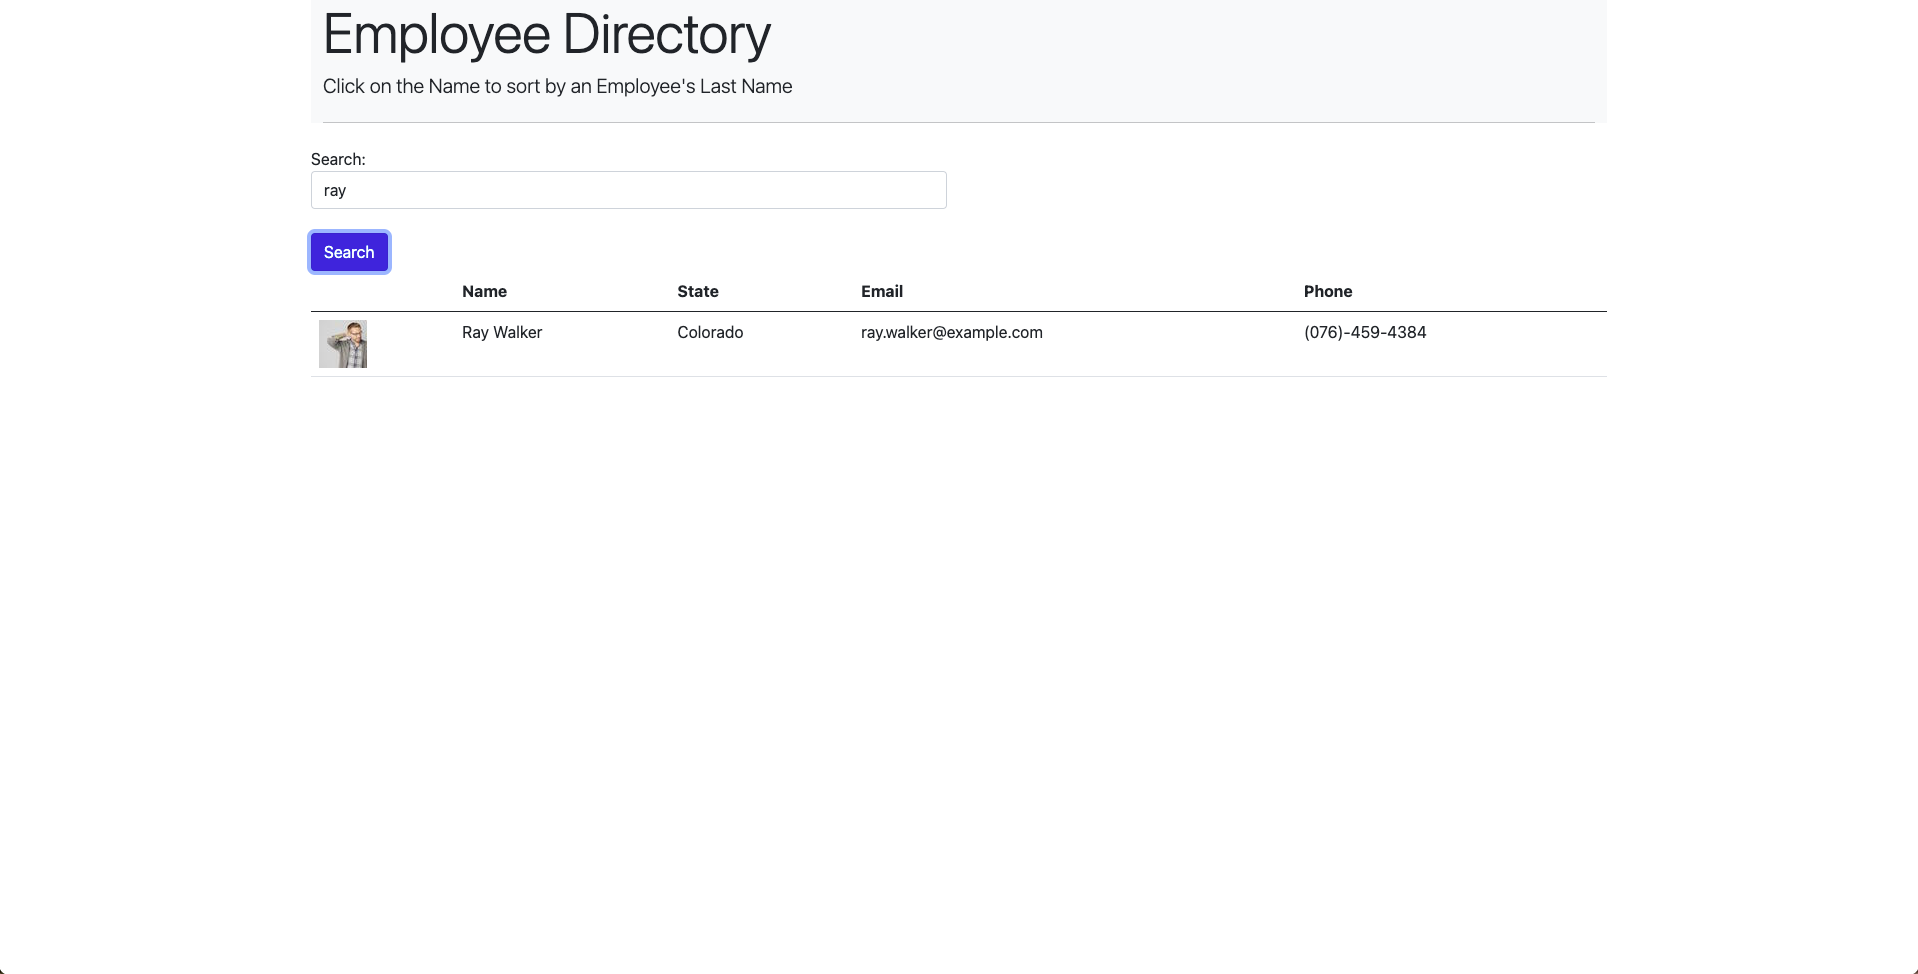 Employee Directory
Click on the Name to sort by an Employee's Last Name
Search:
ray
Search
Name State Email Phone
Ray Walker Colorado ray.walker@example.com (076)-459-4384